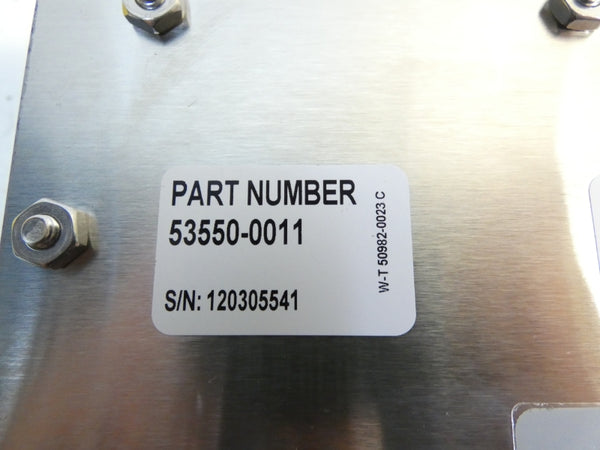 PART NUMBER
53550-0011
S/N: 120305541
W-T 50982-0023 C